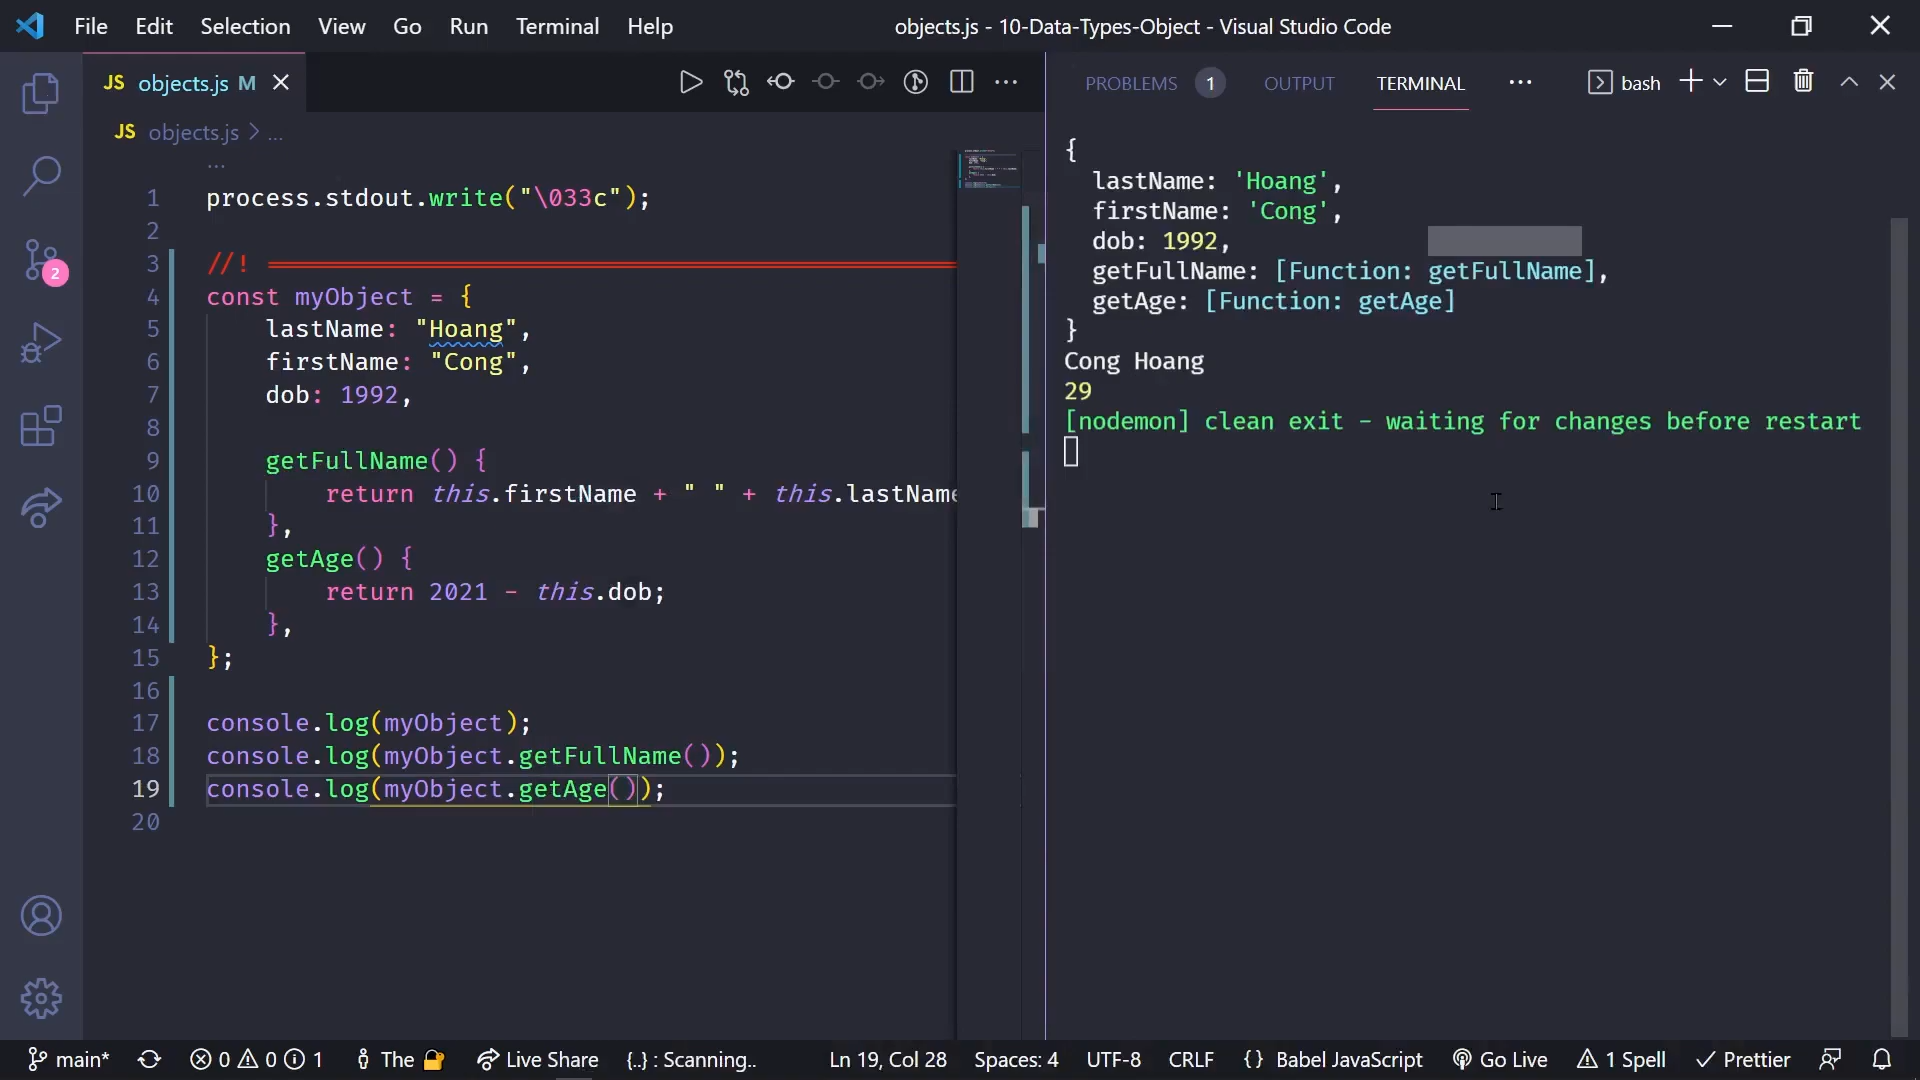 File Edit Selection View Go Run Terminal Help objects.js - 10-Data-Types-Object - Visual Studio Code
JS objects.js M
JS objects.js > ...
...
1 process.stdout.write("\033c");
2
3 //! ==============================================
4 const myObject = {
5 lastName: "Hoang",
6 firstName: "Cong",
7 dob: 1992,
8
9 getFullName() {
10 return this.firstName + " " + this.lastName
11 },
12 getAge() {
13 return 2021 - this.dob;
14 },
15 };
16
17 console.log(myObject);
18 console.log(myObject.getFullName());
19 console.log(myObject.getAge());
20
PROBLEMS 1 OUTPUT TERMINAL ... bash
{
lastName: 'Hoang',
firstName: 'Cong',
dob: 1992,
getFullName: [Function: getFullName],
getAge: [Function: getAge]
}
Cong Hoang
29
[nodemon] clean exit - waiting for changes before restart
2
main* 0 0 1 The Live Share {..} : Scanning.. Ln 19, Col 28 Spaces: 4 UTF-8 CRLF {} Babel JavaScript Go Live 1 Spell Prettier